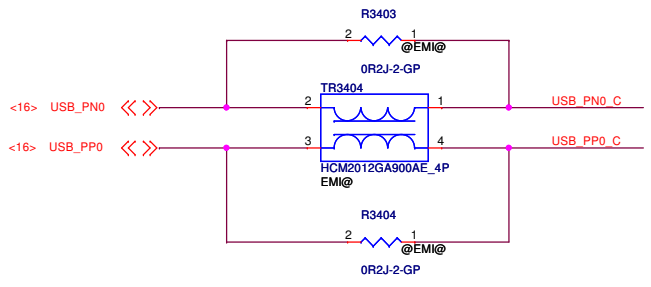 R3403
2 1
@EMI@
0R2J-2-GP
TR3404
<16> USB_PN0 2 1 USB_PN0_C
<16> USB_PP0 3 4 USB_PP0_C
HCM2012GA900AE_4P
EMI@
R3404
2 1
@EMI@
0R2J-2-GP